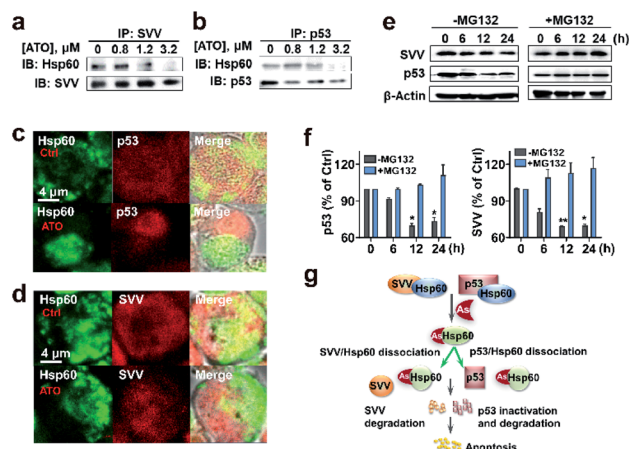 a
IP: SVV
[ATO], μM
0 0.8 1.2 3.2
IB: Hsp60
IB: SVV
b
IP: p53
[ATO], μM
0 0.8 1.2 3.2
IB: Hsp60
IB: p53
e
-MG132 +MG132
0 6 12 24 0 6 12 24 (h)
SVV
p53
β-Actin
c
Hsp60 p53 Merge
Ctrl
4 μm
Hsp60 p53
ATO
d
Hsp60 SVV Merge
Ctrl
4 μm
Hsp60 SVV Merge
ATO
f
-MG132
+MG132
p53 (% of Ctrl)
120
90
60
* *
0 6 12 24 (h)
-MG132
+MG132
SVV (% of Ctrl)
120
90
60
** *
0 6 12 24 (h)
g
SVV Hsp60 p53 Hsp60
As
As Hsp60
SVV/Hsp60 dissociation p53/Hsp60 dissociation
SVV As Hsp60 p53 As Hsp60
SVV degradation
p53 inactivation and degradation
Apoptosis